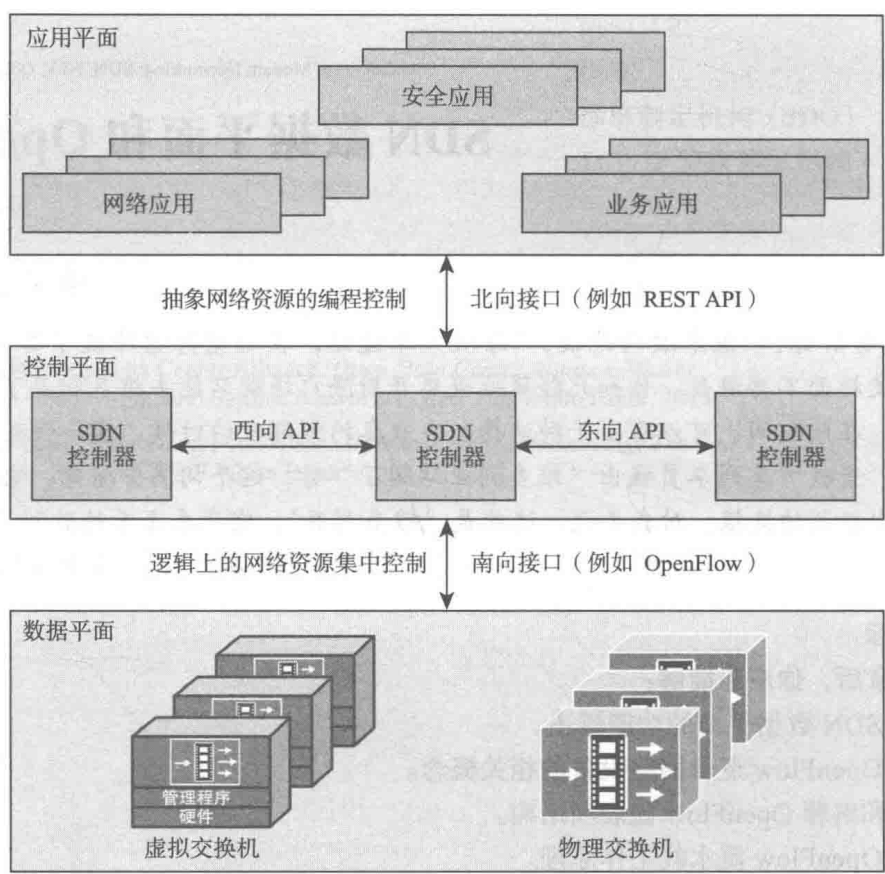 应用平面
安全应用
网络应用
业务应用
抽象网络资源的编程控制
北向接口（例如 REST API）
控制平面
SDN
控制器
西向 API
SDN
控制器
东向 API
SDN
控制器
逻辑上的网络资源集中控制
南向接口（例如 OpenFlow）
数据平面
管理程序
硬件
虚拟交换机
物理交换机